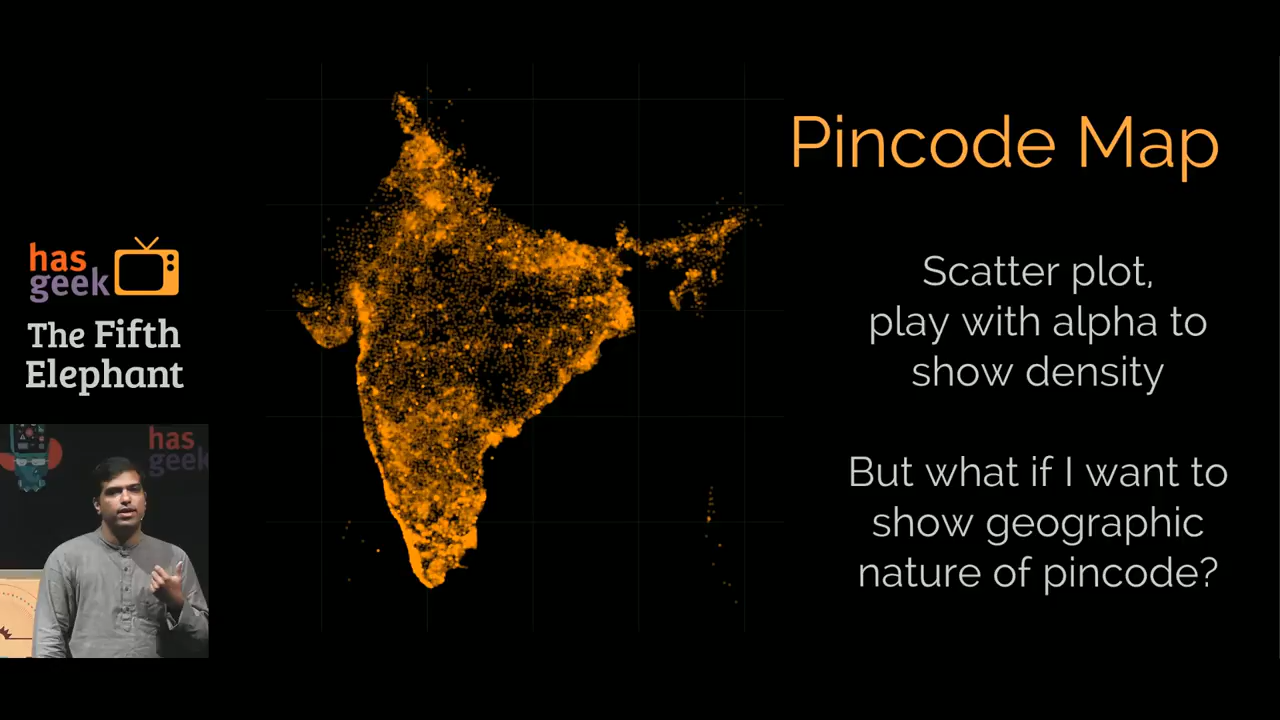 has
geek
The Fifth
Elephant
has
geek
Pincode Map
Scatter plot,
play with alpha to
show density
But what if I want to
show geographic
nature of pincode?